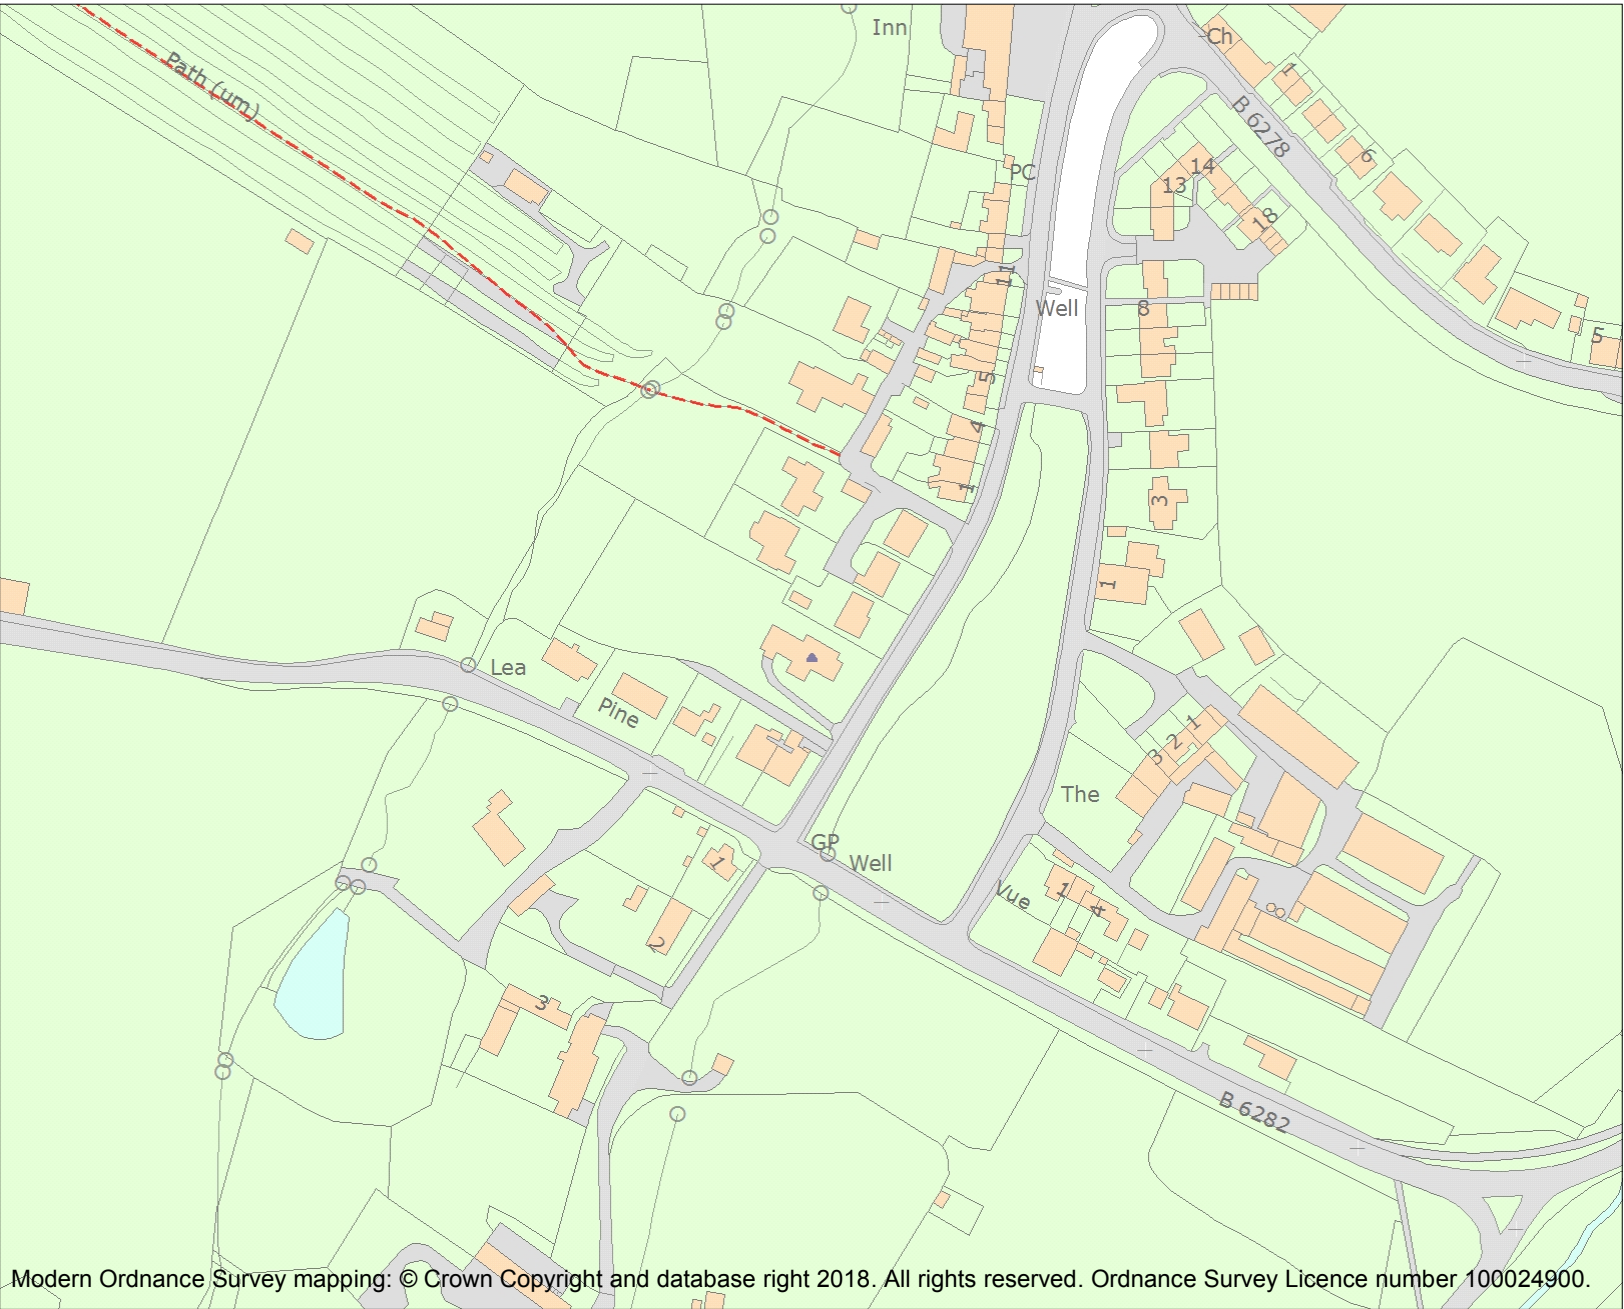 Inn
Ch
Path (um)
1
B 6278
6
14
13
PC
18
11
Well
8
5
5
4
1
3
1
Lea
Pine
1
2
3
The
GP
Well
1
Vue
1
4
2
3
B 6282
Modern Ordnance Survey mapping: © Crown Copyright and database right 2018. All rights reserved. Ordnance Survey Licence number 100024900.